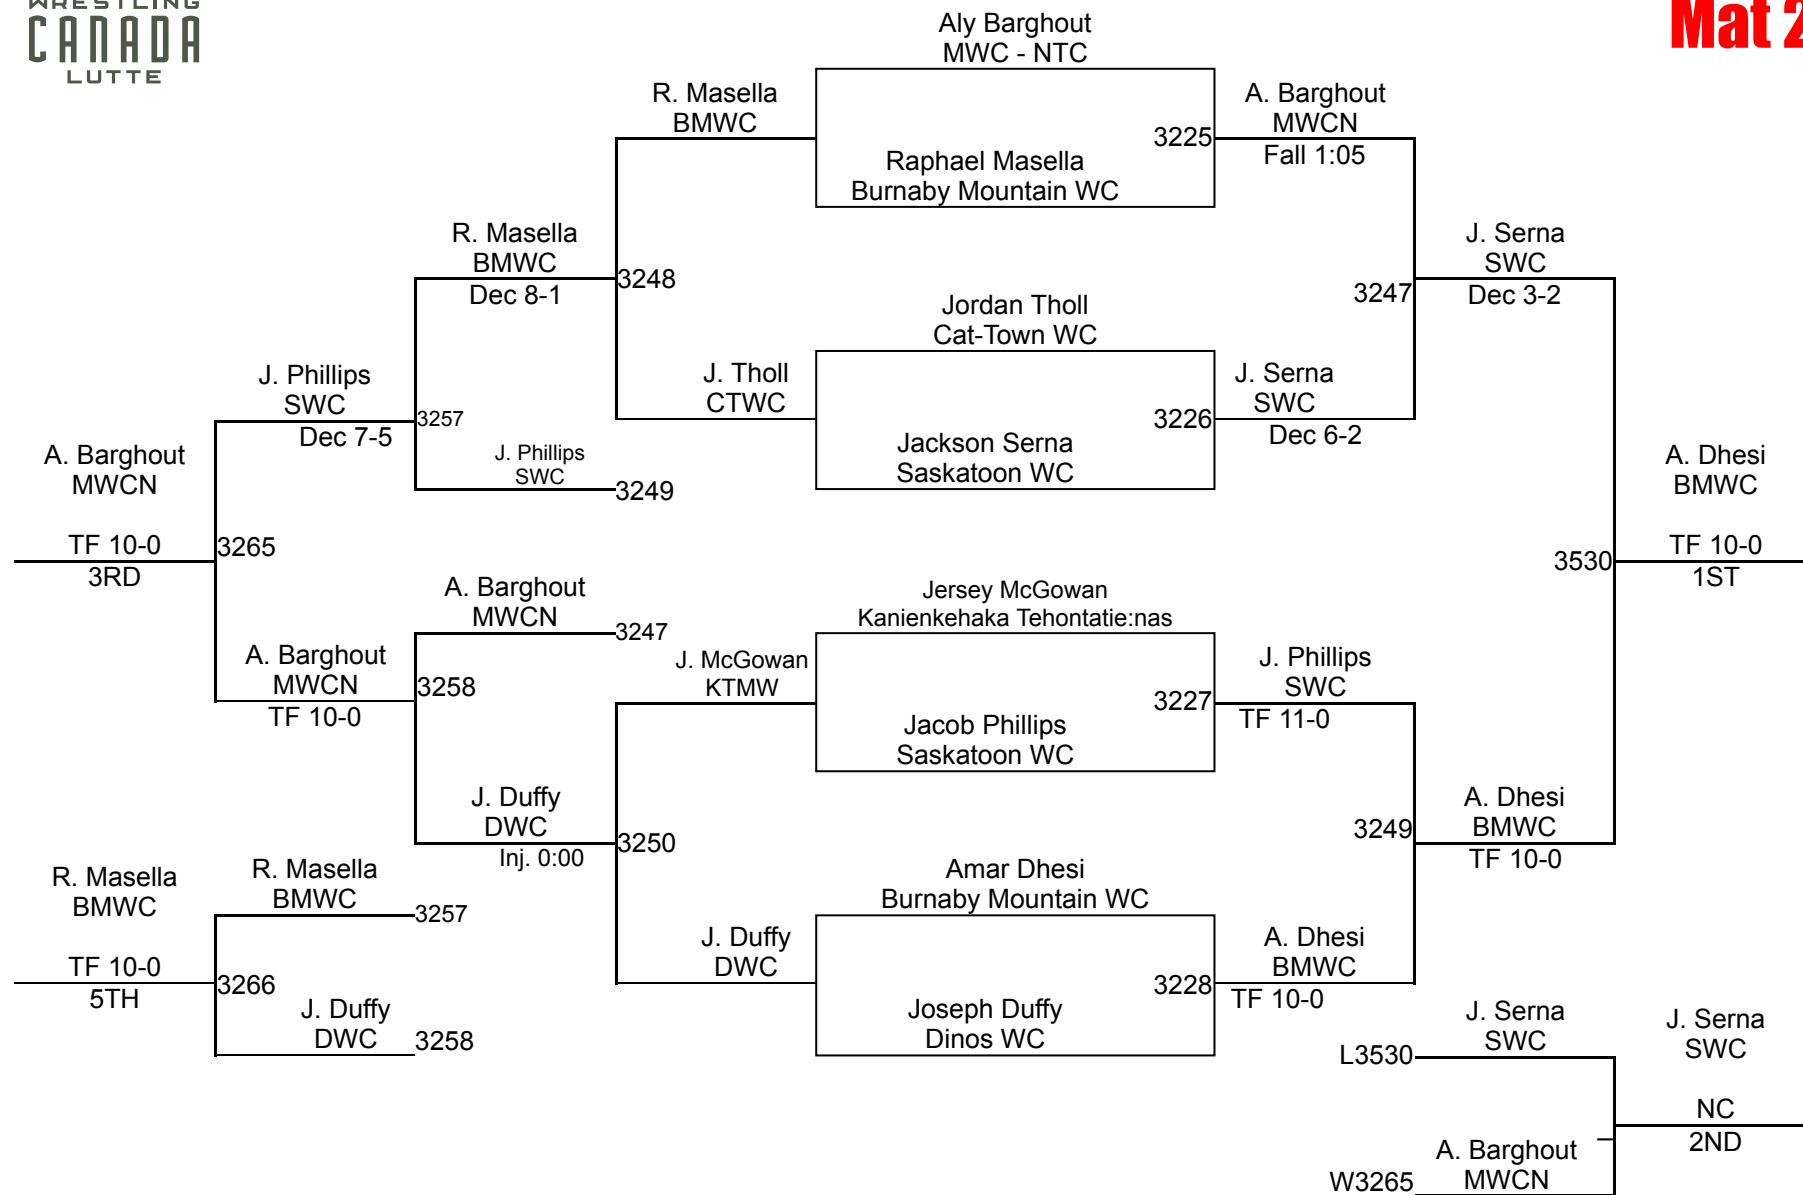 WRESTLING
CANADA
LUTTE
Mat 2
Aly Barghout
MWC - NTC
R. Masella
BMWC
3225
A. Barghout
MWCN
Fall 1:05
Raphael Masella
Burnaby Mountain WC
R. Masella
BMWC
Dec 8-1
3248
J. Serna
SWC
Dec 3-2
3247
Jordan Tholl
Cat-Town WC
J. Tholl
CTWC
3226
J. Serna
SWC
Dec 6-2
Jackson Serna
Saskatoon WC
J. Phillips
SWC
Dec 7-5
3257
J. Phillips
SWC
3249
A. Barghout
MWCN
TF 10-0
3RD
3265
A. Dhesi
BMWC
TF 10-0
1ST
3530
A. Barghout
MWCN
3247
Jersey McGowan
Kanienkehaka Tehontatie:nas
J. McGowan
KTMW
3227
J. Phillips
SWC
TF 11-0
Jacob Phillips
Saskatoon WC
A. Barghout
MWCN
TF 10-0
3258
J. Duffy
DWC
Inj. 0:00
3250
3249
A. Dhesi
BMWC
TF 10-0
Amar Dhesi
Burnaby Mountain WC
J. Duffy
DWC
3228
A. Dhesi
BMWC
TF 10-0
Joseph Duffy
Dinos WC
R. Masella
BMWC
TF 10-0
5TH
R. Masella
BMWC
3257
3266
J. Duffy
DWC
3258
J. Serna
SWC
L3530
J. Serna
SWC
NC
2ND
A. Barghout
MWCN
W3265